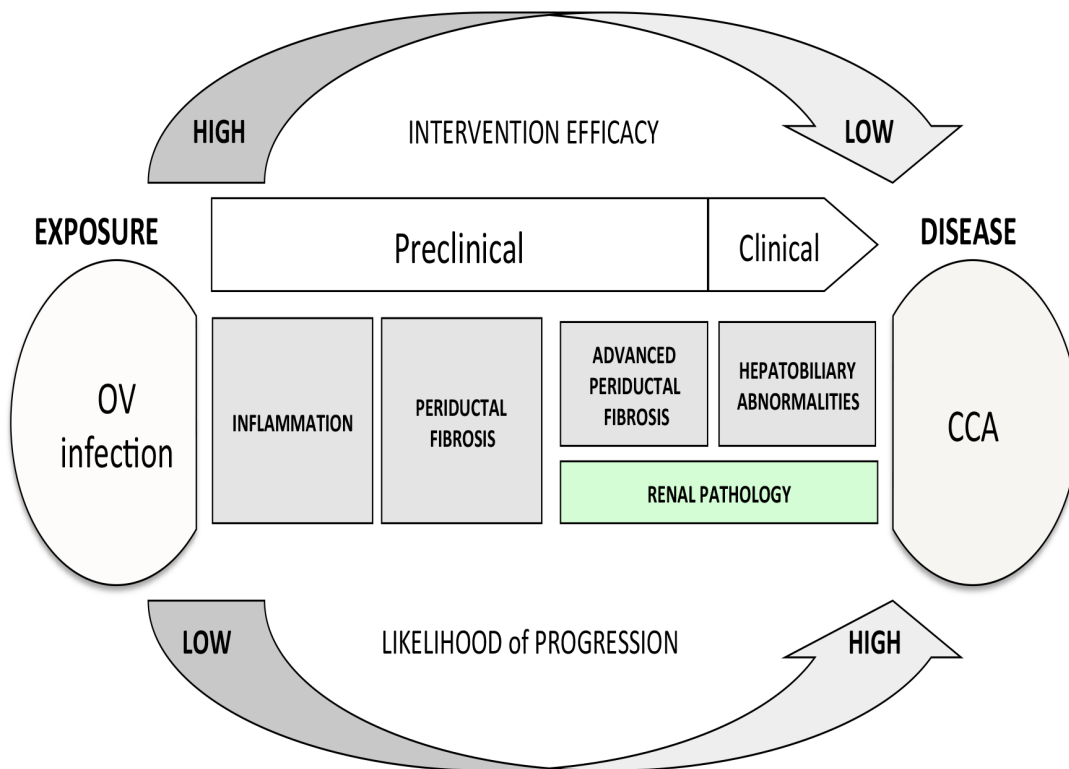 HIGH
INTERVENTION EFFICACY
LOW
EXPOSURE
Preclinical
Clinical
DISEASE
OV
infection
INFLAMMATION
PERIDUCTAL
FIBROSIS
ADVANCED
PERIDUCTAL
FIBROSIS
HEPATOBILIARY
ABNORMALITIES
RENAL PATHOLOGY
CCA
LOW
LIKELIHOOD of PROGRESSION
HIGH